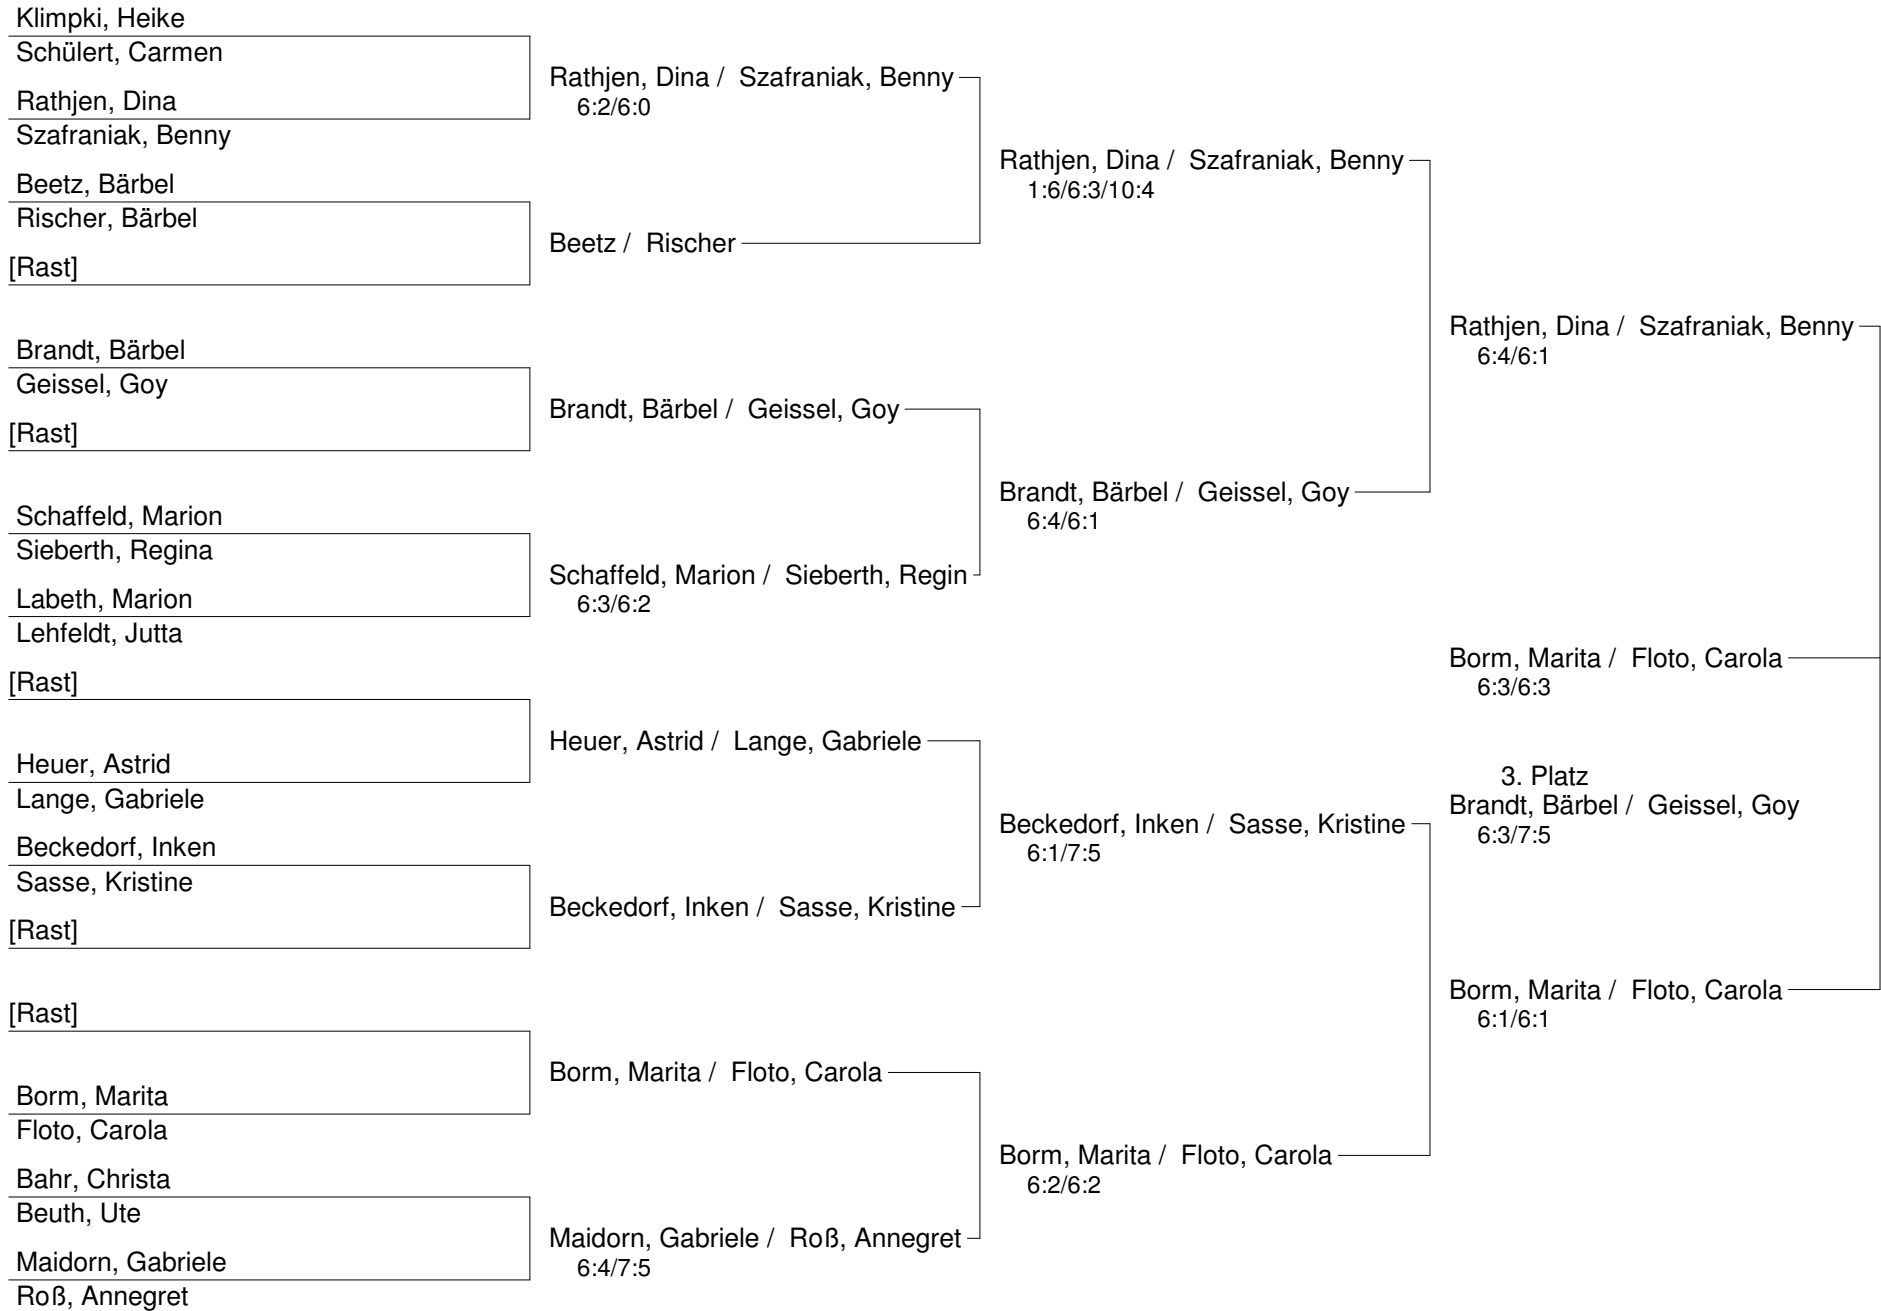 Klimpki, Heike
Schülert, Carmen
Rathjen, Dina
Szafraniak, Benny
Beetz, Bärbel
Rischer, Bärbel
[Rast]
Brandt, Bärbel
Geissel, Goy
[Rast]
Schaffeld, Marion
Sieberth, Regina
Labeth, Marion
Lehfeldt, Jutta
[Rast]
Heuer, Astrid
Lange, Gabriele
Beckedorf, Inken
Sasse, Kristine
[Rast]
[Rast]
Borm, Marita
Floto, Carola
Bahr, Christa
Beuth, Ute
Maidorn, Gabriele
Roß, Annegret
Rathjen, Dina / Szafraniak, Benny
6:2/6:0
Beetz / Rischer
Brandt, Bärbel / Geissel, Goy
Schaffeld, Marion / Sieberth, Regin
6:3/6:2
Heuer, Astrid / Lange, Gabriele
Beckedorf, Inken / Sasse, Kristine
Borm, Marita / Floto, Carola
Maidorn, Gabriele / Roß, Annegret
6:4/7:5
Rathjen, Dina / Szafraniak, Benny
1:6/6:3/10:4
Brandt, Bärbel / Geissel, Goy
6:4/6:1
Beckedorf, Inken / Sasse, Kristine
6:1/7:5
Borm, Marita / Floto, Carola
6:2/6:2
Rathjen, Dina / Szafraniak, Benny
6:4/6:1
Borm, Marita / Floto, Carola
6:3/6:3
3. Platz
Brandt, Bärbel / Geissel, Goy
6:3/7:5
Borm, Marita / Floto, Carola
6:1/6:1